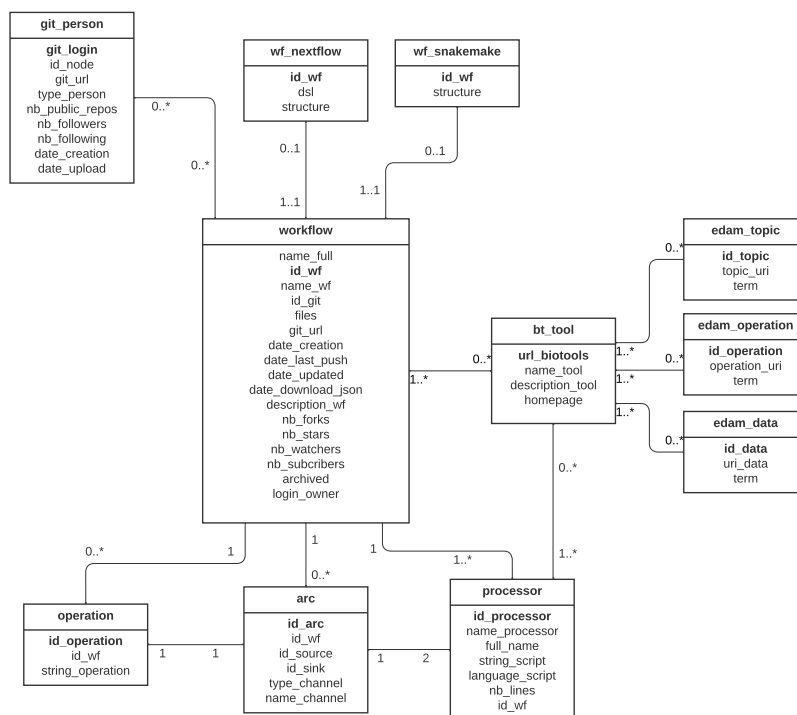 git_person
git_login
id_node
git_url
type_person
nb_public_repos
nb_followers
nb_following
date_creation
date_upload
wf_nextflow
id_wf
dsl
structure
wf_snakemake
id_wf
structure
0..*
0..*
0..1
1..1
0..1
1..1
workflow
name_full
id_wf
name_wf
id_git
files
git_url
date_creation
date_last_push
date_updated
date_download_json
description_wf
nb_forks
nb_stars
nb_watchers
nb_subcribers
archived
login_owner
1..*
0..*
bt_tool
url_biotools
name_tool
description_tool
homepage
1..*
1..*
1..*
0..*
0..*
0..*
edam_topic
id_topic
topic_uri
term
edam_operation
id_operation
operation_uri
term
edam_data
id_data
uri_data
term
0..*
1..*
0..*
1
1
0..*
1
1..*
operation
id_operation
id_wf
string_operation
1
1
arc
id_arc
id_wf
id_source
id_sink
type_channel
name_channel
1
2
processor
id_processor
name_processor
full_name
string_script
language_script
nb_lines
id_wf